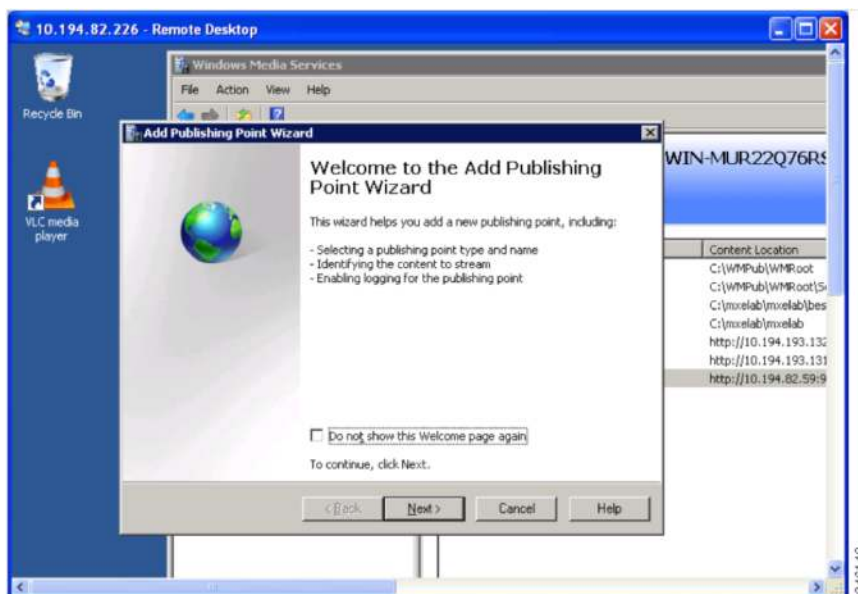 10.194.82.226 - Remote Desktop
Recycle Bin
VLC media
player
Windows Media Services
File Action View Help
WIN-MUR22Q76RS
Content Location
C:\WMPub\WMRoot
C:\WMPub\WMRoot\S
C:\mxelab\mxelab\bes
C:\mxelab\mxelab
http://10.194.193.132
http://10.194.193.131
http://10.194.82.59:9
Add Publishing Point Wizard
Welcome to the Add Publishing
Point Wizard
This wizard helps you add a new publishing point, including:
- Selecting a publishing point type and name
- Identifying the content to stream
- Enabling logging for the publishing point
Do not show this Welcome page again
To continue, click Next.
< Back Next > Cancel Help